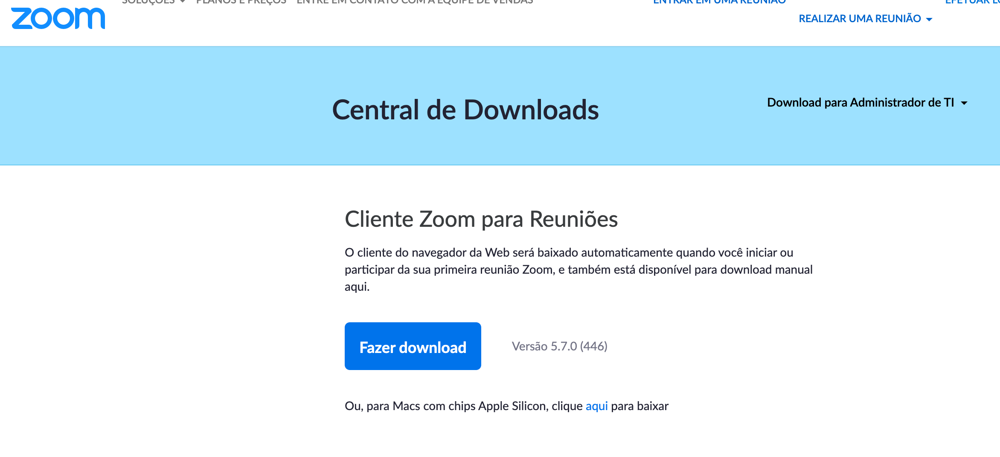 zoom
SOLUÇÕES PLANOS E PREÇOS ENTRE EM CONTATO COM A EQUIPE DE VENDAS ENTRAR EM UMA REUNIÃO
REALIZAR UMA REUNIÃO
EFETUAR
Central de Downloads
Download para Administrador de TI
Cliente Zoom para Reuniões
O cliente do navegador da Web será baixado automaticamente quando você iniciar ou
participar da sua primeira reunião Zoom, e também está disponível para download manual
aqui.
Fazer download
Versão 5.7.0 (446)
Ou, para Macs com chips Apple Silicon, clique aqui para baixar